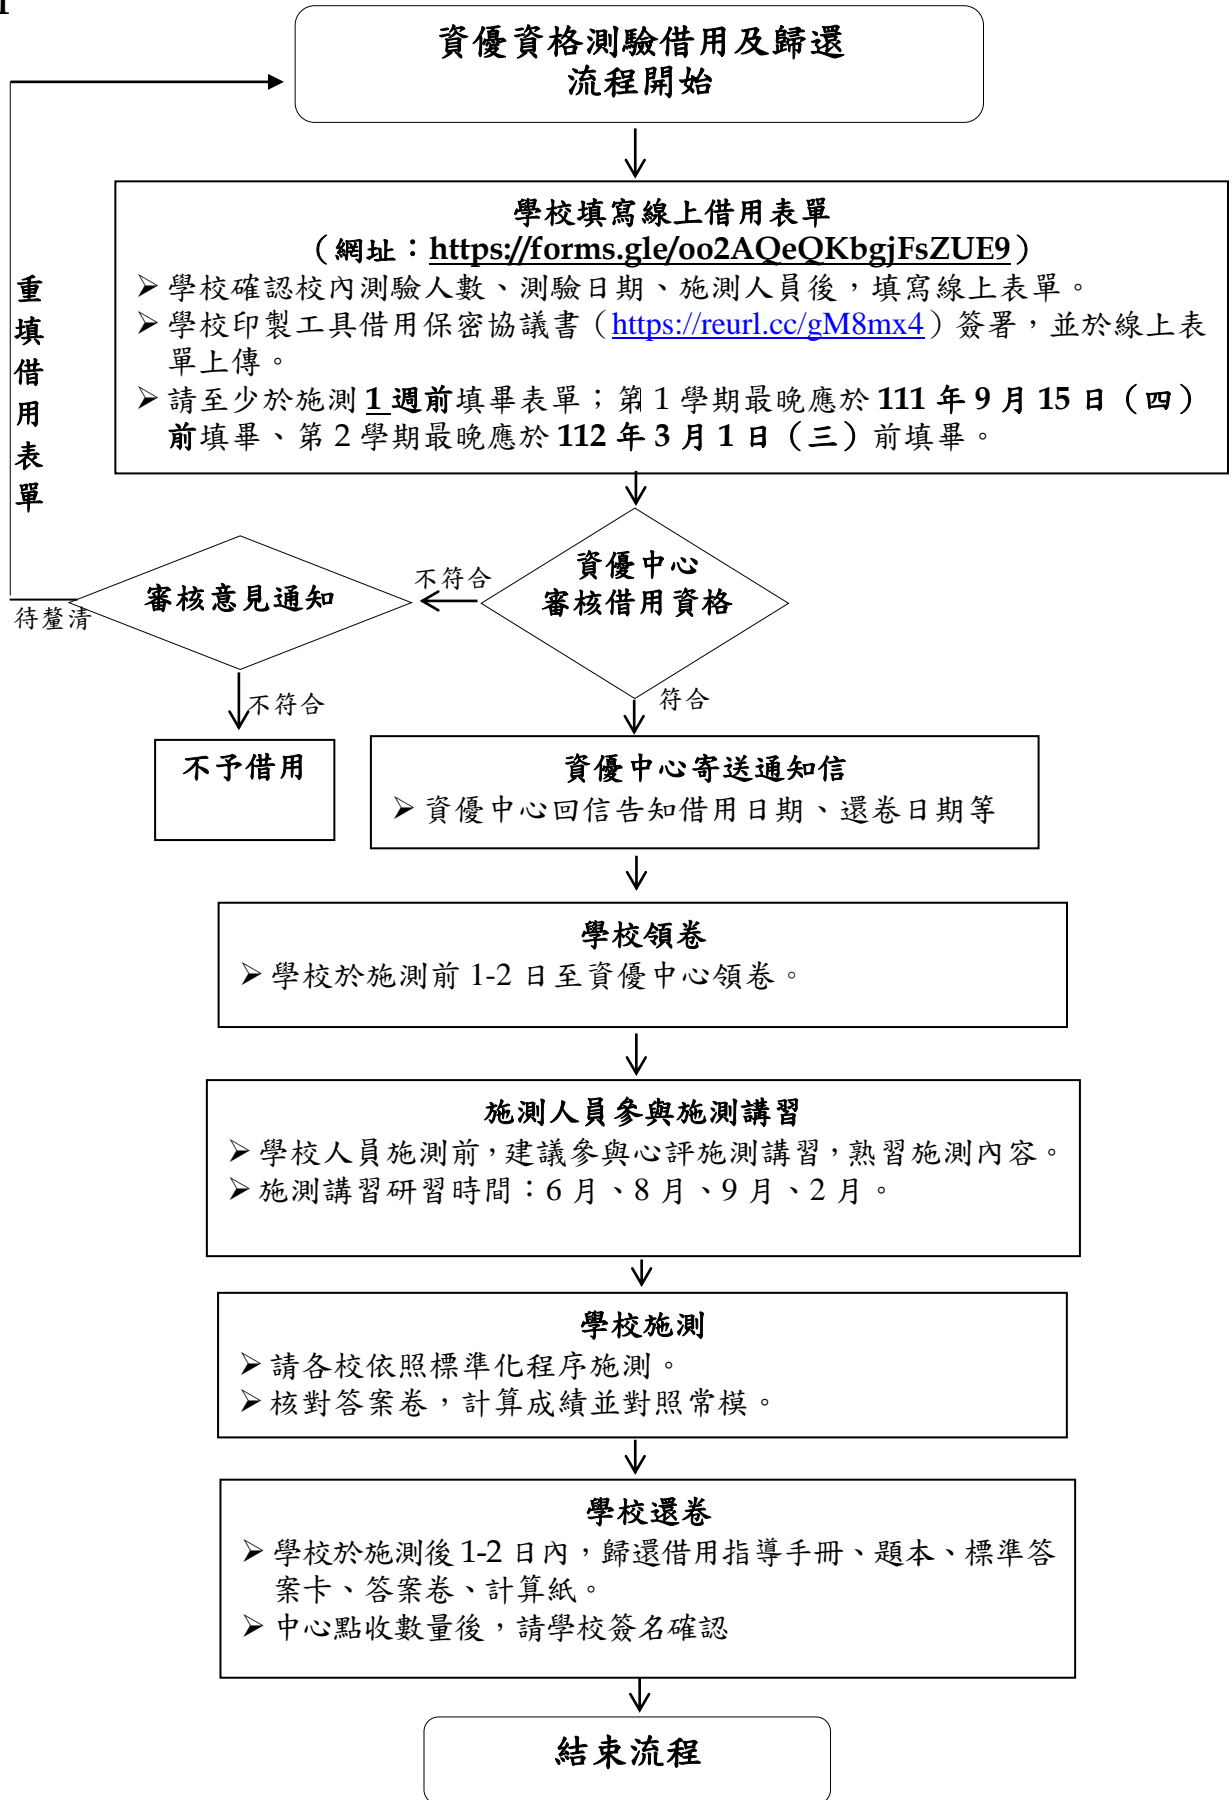 資優資格測驗借用及歸還
流程開始
學校填寫線上借用表單
（網址：https://forms.gle/oo2AQeQKbgjFsZUE9）
➢學校確認校內測驗人數、測驗日期、施測人員後，填寫線上表單。
➢學校印製工具借用保密協議書（https://reurl.cc/gM8mx4）簽署，並於線上表
單上傳。
➢請至少於施測 1 週前填畢表單；第 1 學期最晚應於 111 年 9 月 15 日（四）
前填畢、第 2 學期最晚應於 112 年 3 月 1 日（三）前填畢。
重填借用表單
資優中心
審核借用資格
不符合
審核意見通知
待釐清
不符合
符合
不予借用
資優中心寄送通知信
➢資優中心回信告知借用日期、還卷日期等
學校領卷
➢學校於施測前 1-2 日至資優中心領卷。
施測人員參與施測講習
➢學校人員施測前，建議參與心評施測講習，熟習施測內容。
➢施測講習研習時間：6 月、8 月、9 月、2 月。
學校施測
➢請各校依照標準化程序施測。
➢核對答案卷，計算成績並對照常模。
學校還卷
➢學校於施測後 1-2 日內，歸還借用指導手冊、題本、標準答
案卡、答案卷、計算紙。
➢中心點收數量後，請學校簽名確認
結束流程